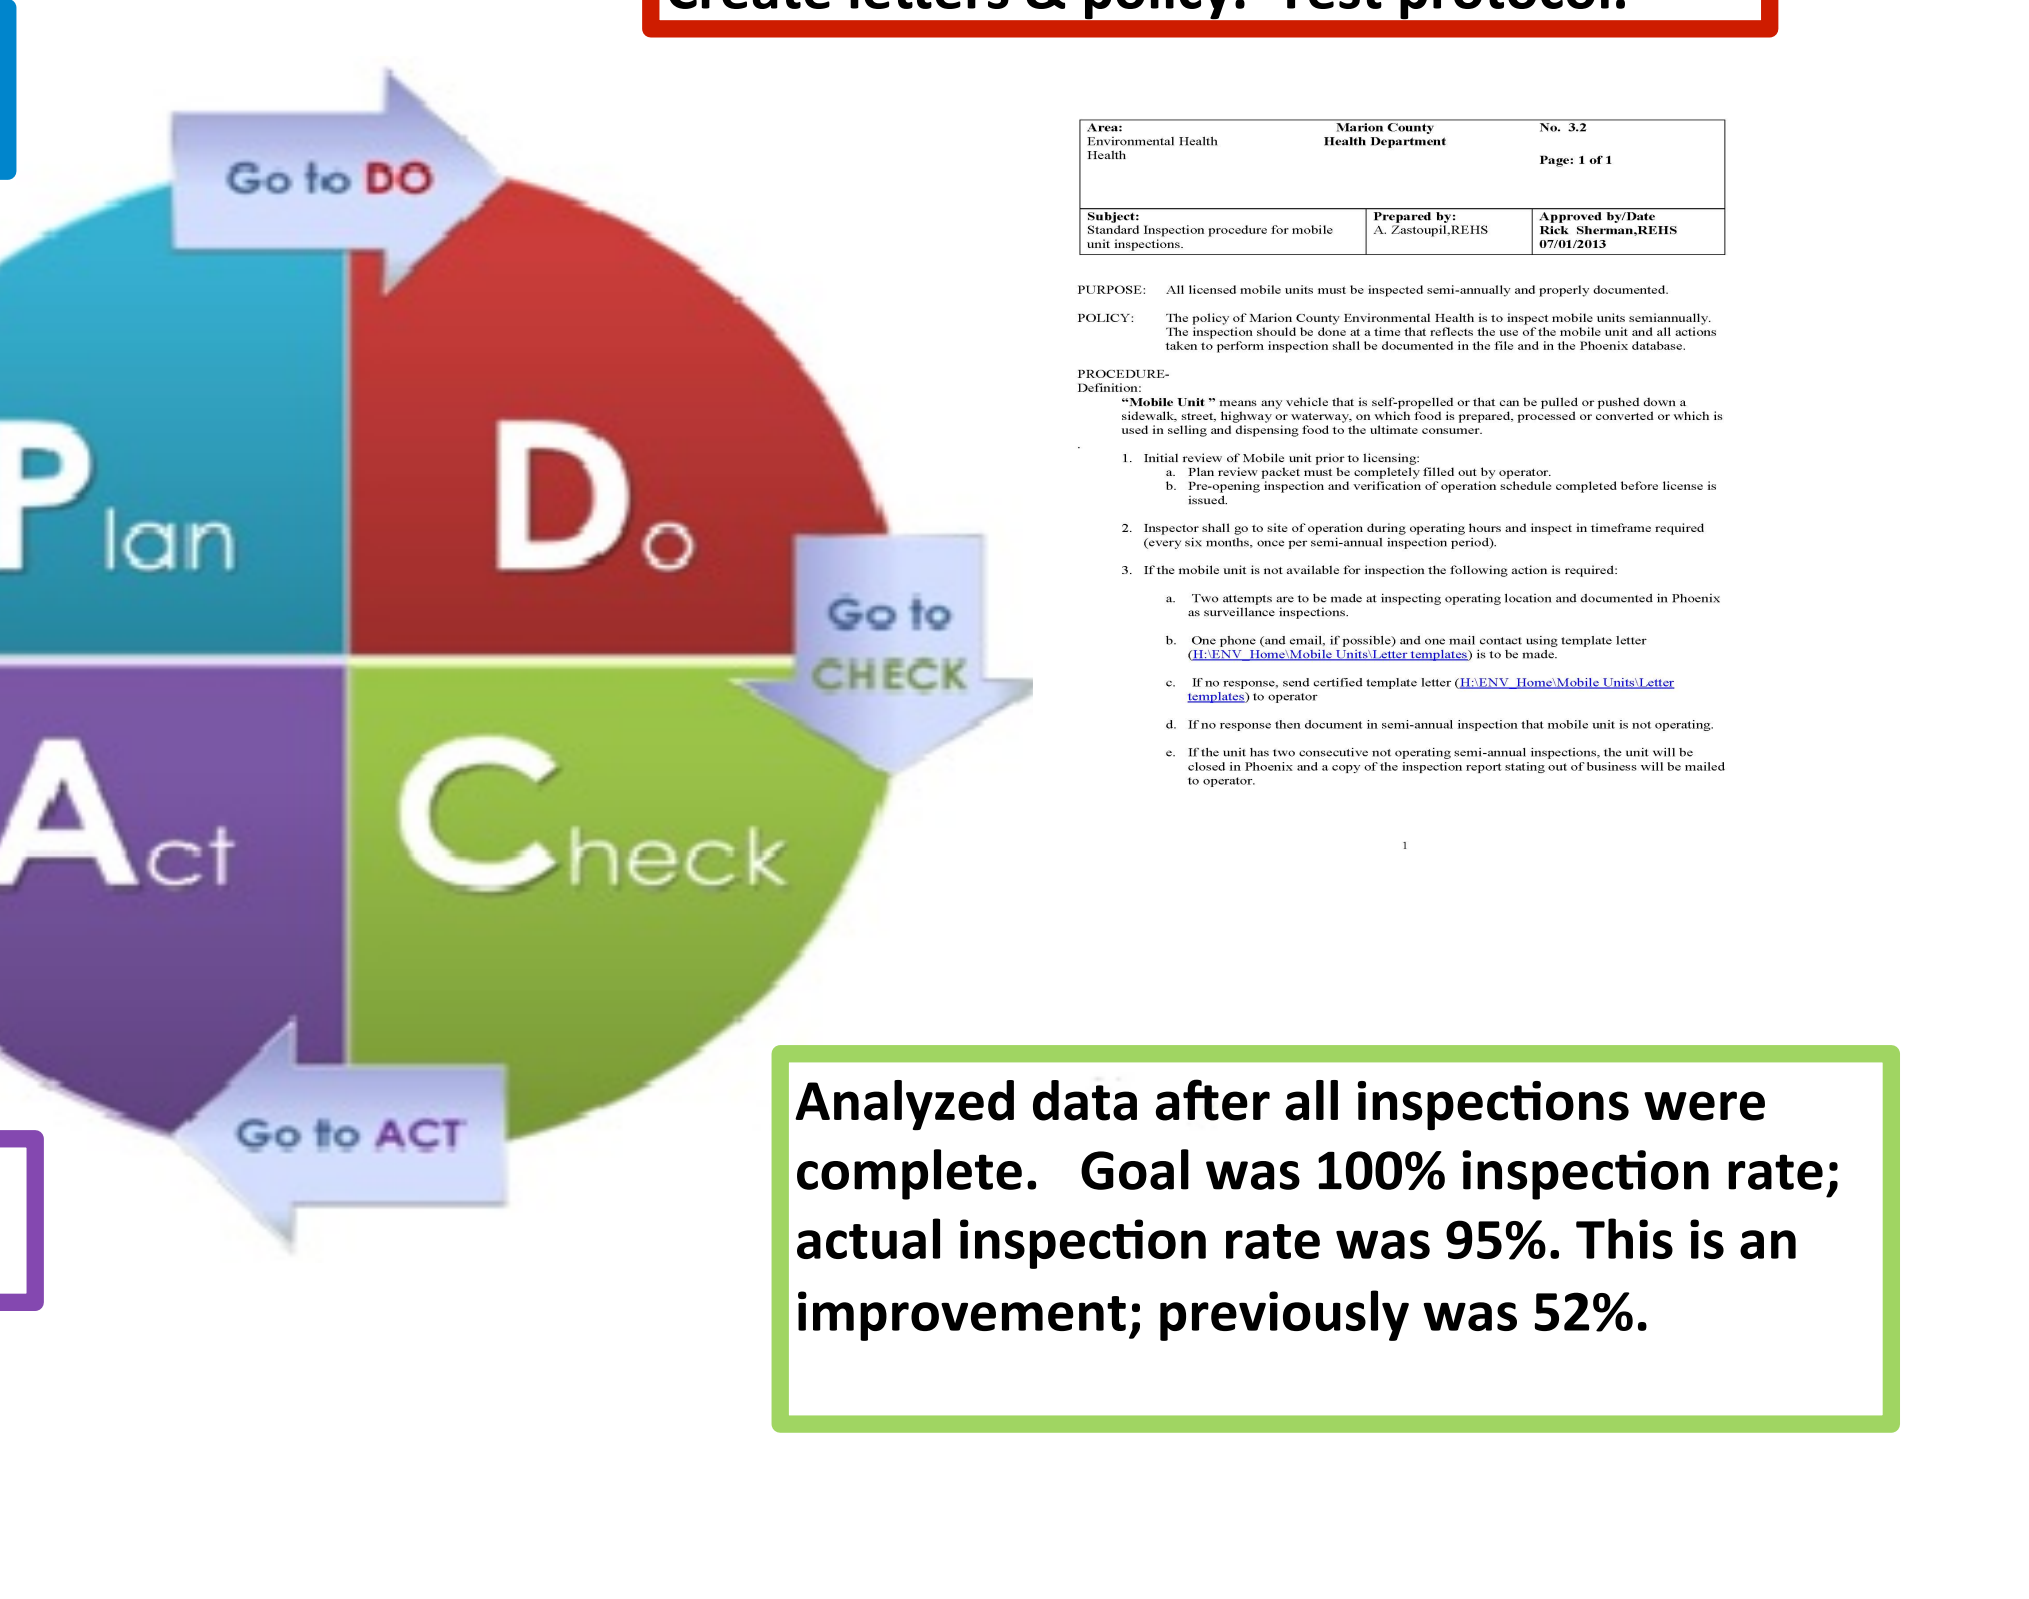 Create letters & policy. Test protocol.
Go to DO
Plan
Do
Go to
CHECK
Act
Check
Go to ACT
Area:
Environmental Health
Health
Marion County
Health Department
No. 3.2
Page: 1 of 1
Subject:
Standard Inspection procedure for mobile
unit inspections.
Prepared by:
A. Zastoupil,REHS
Approved by/Date
Rick Sherman,REHS
07/01/2013
PURPOSE: All licensed mobile units must be inspected semi-annually and properly documented.
POLICY: The policy of Marion County Environmental Health is to inspect mobile units semiannually.
The inspection should be done at a time that reflects the use of the mobile unit and all actions
taken to perform inspection shall be documented in the file and in the Phoenix database.
PROCEDURE-
Definition:
“Mobile Unit ” means any vehicle that is self-propelled or that can be pulled or pushed down a
sidewalk, street, highway or waterway, on which food is prepared, processed or converted or which is
used in selling and dispensing food to the ultimate consumer.
.
1. Initial review of Mobile unit prior to licensing:
a. Plan review packet must be completely filled out by operator.
b. Pre-opening inspection and verification of operation schedule completed before license is
issued.
2. Inspector shall go to site of operation during operating hours and inspect in timeframe required
(every six months, once per semi-annual inspection period).
3. If the mobile unit is not available for inspection the following action is required:
a. Two attempts are to be made at inspecting operating location and documented in Phoenix
as surveillance inspections.
b. One phone (and email, if possible) and one mail contact using template letter
(H:\ENV_Home\Mobile Units\Letter templates) is to be made.
c. If no response, send certified template letter (H:\ENV_Home\Mobile Units\Letter
templates) to operator
d. If no response then document in semi-annual inspection that mobile unit is not operating.
e. If the unit has two consecutive not operating semi-annual inspections, the unit will be
closed in Phoenix and a copy of the inspection report stating out of business will be mailed
to operator.
1
Analyzed data after all inspections were
complete. Goal was 100% inspection rate;
actual inspection rate was 95%. This is an
improvement; previously was 52%.